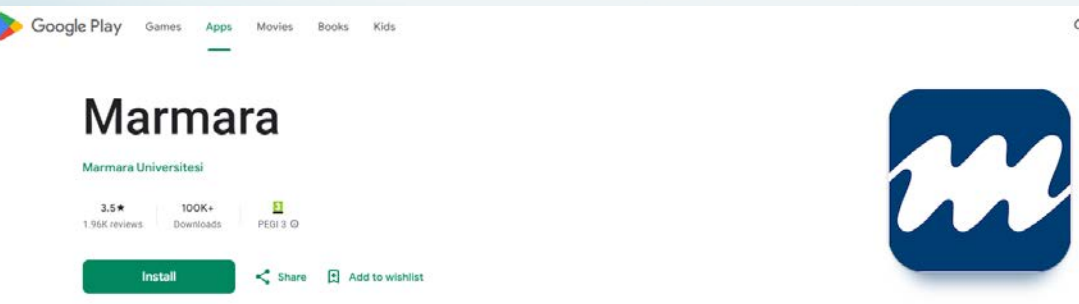 Google Play Games Apps Movies Books Kids
Marmara
Marmara Universitesi
3.5★ 100K+ 3
1.96K reviews Downloads PEGI 3
Install Share Add to wishlist